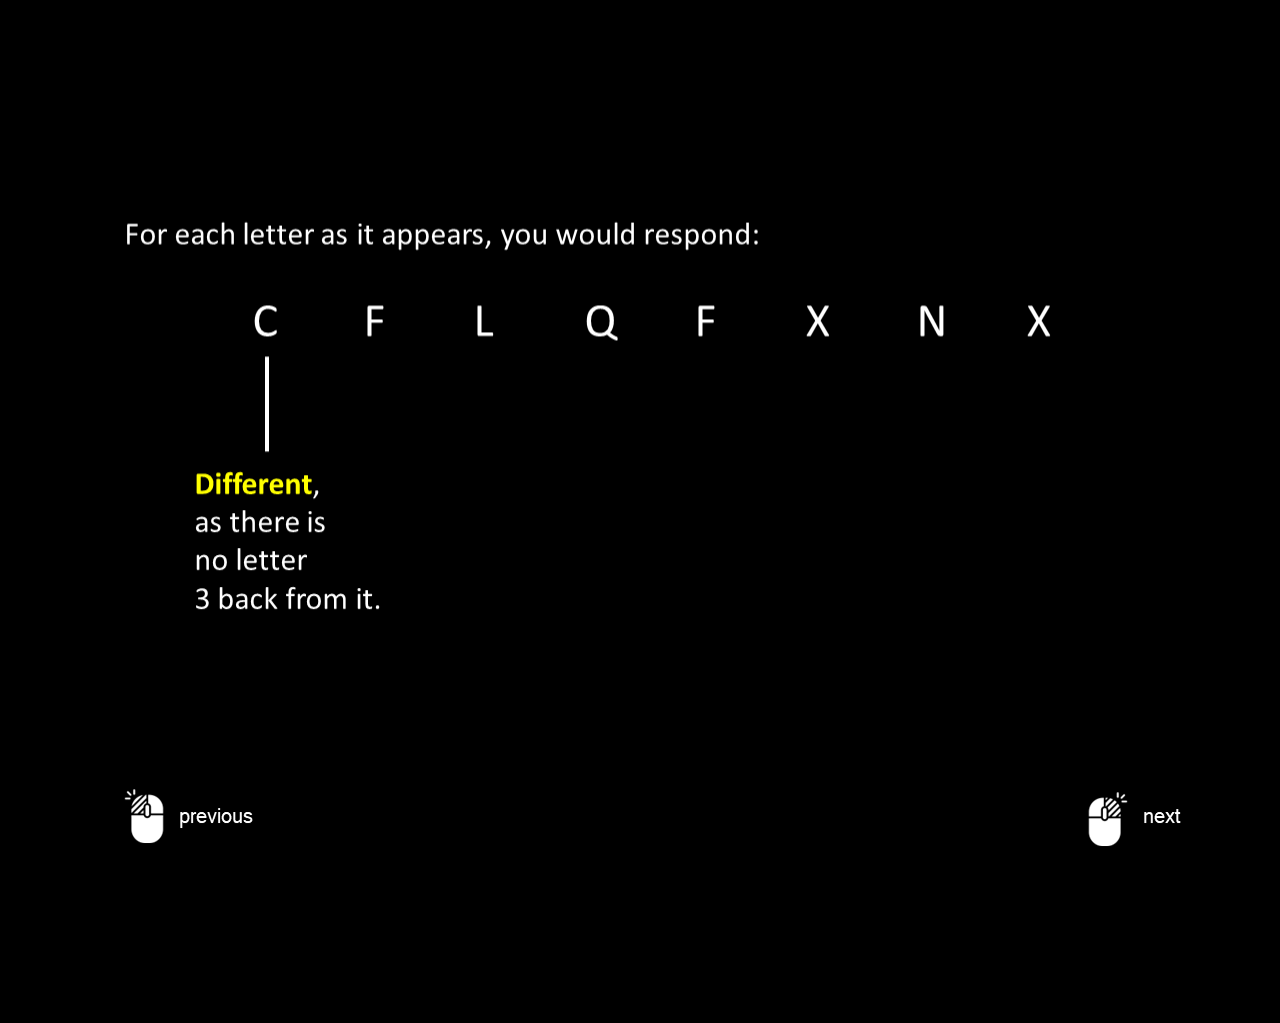 For each letter as it appears, you would respond:
C F L Q F X N X
Different,
as there is
no letter
3 back from it.
previous
next